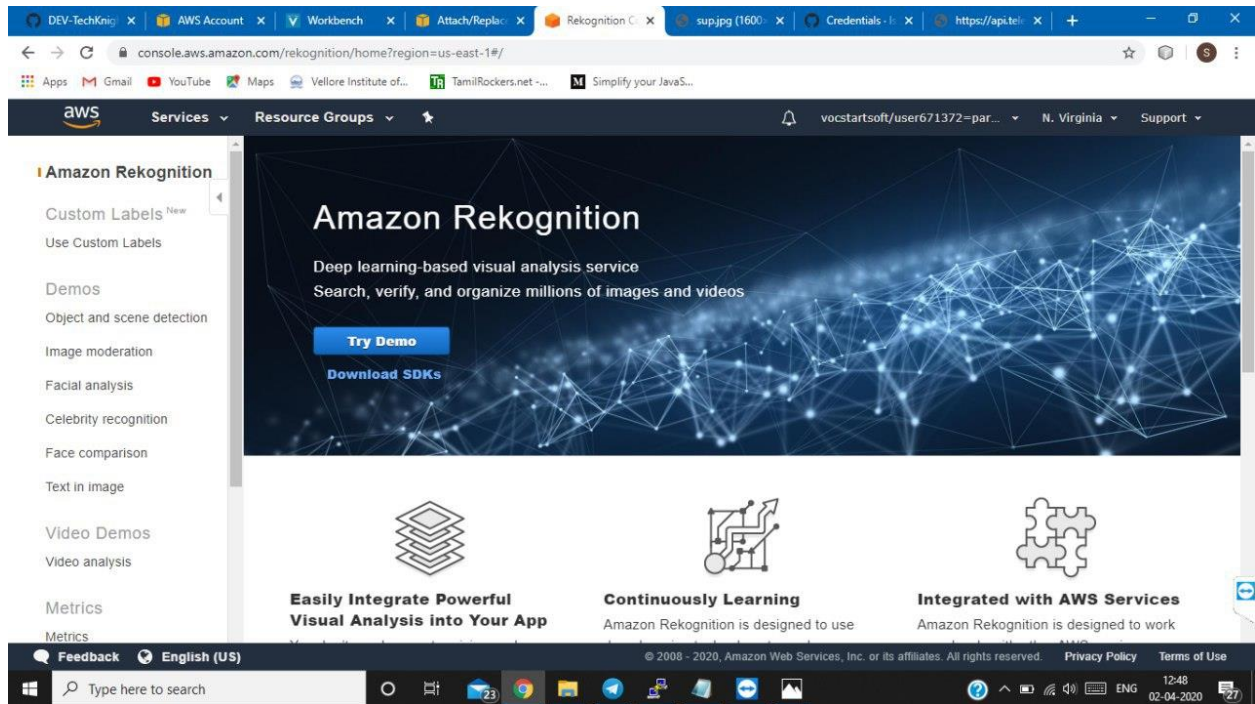 DEV-TechKnig
AWS Account
Workbench
Attach/Replac
Rekognition C
sup.jpg (1600
Credentials - Is
https://api.tele
console.aws.amazon.com/rekognition/home?region=us-east-1#/
S
Apps Gmail YouTube Maps Vellore Institute of... TamilRockers.net -... Simplify your JavaS...
aws Services Resource Groups vocstartsoft/user671372=par... N. Virginia Support
Amazon Rekognition
Custom Labels New
Use Custom Labels
Demos
Object and scene detection
Image moderation
Facial analysis
Celebrity recognition
Face comparison
Text in image
Video Demos
Video analysis
Metrics
Metrics
Amazon Rekognition
Deep learning-based visual analysis service
Search, verify, and organize millions of images and videos
Try Demo
Download SDKs
Easily Integrate Powerful
Visual Analysis into Your App
Continuously Learning
Amazon Rekognition is designed to use
Integrated with AWS Services
Amazon Rekognition is designed to work
Feedback English (US) © 2008 - 2020, Amazon Web Services, Inc. or its affiliates. All rights reserved. Privacy Policy Terms of Use
Type here to search
23
ENG
12:48
02-04-2020
27